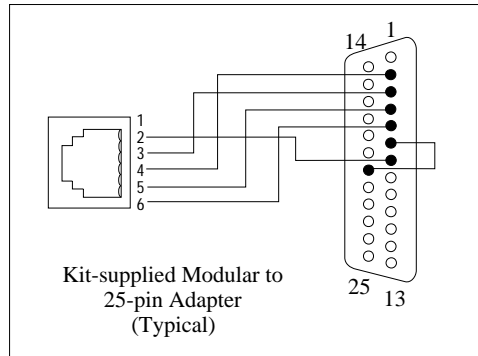 14 1
1
2
3
4
5
6
25 13
Kit-supplied Modular to
25-pin Adapter
(Typical)